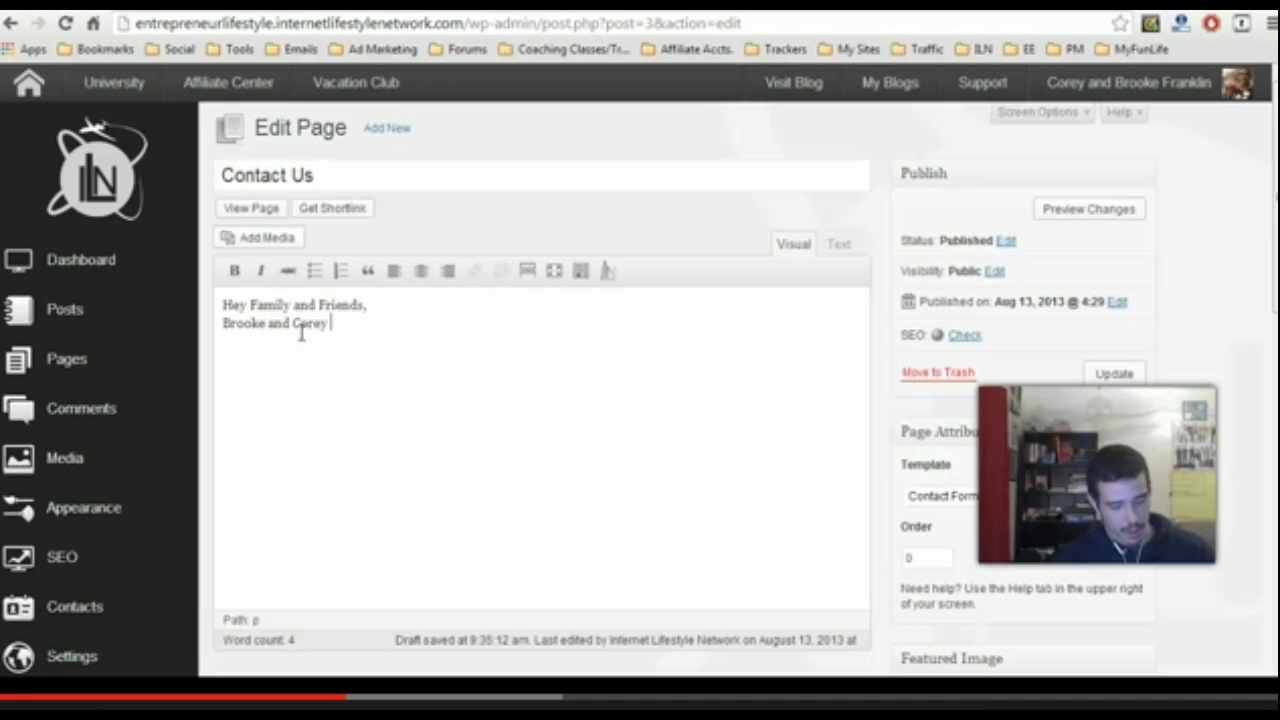 entrepreneurlifestyle.internetlifestylenetwork.com/wp-admin/post.php?post=3&action=edit
Apps Bookmarks Social Tools Emails Ad Marketing Forums Coaching Classes/Tr... Affiliate Accts. Trackers My Sites Traffic ILN EE PM MyFunLife
University Affiliate Center Vacation Club Visit Blog My Blogs Support Corey and Brooke Franklin
Screen Options Help
Edit Page Add New
ILN
Contact Us
View Page Get Shortlink
Add Media
Visual Text
B I ABC
Hey Family and Friends,
Brooke and Corey
Path: p
Word count: 4 Draft saved at 9:35:12 am. Last edited by Internet Lifestyle Network on August 13, 2013 at
Dashboard
Posts
Pages
Comments
Media
Appearance
SEO
Contacts
Settings
Publish
Preview Changes
Status: Published Edit
Visibility: Public Edit
Published on: Aug 13, 2013 @ 4:29 Edit
SEO: Check
Move to Trash Update
Page Attribu
Template
Contact Form
Order
0
Need help? Use the Help tab in the upper right
of your screen.
Featured Image